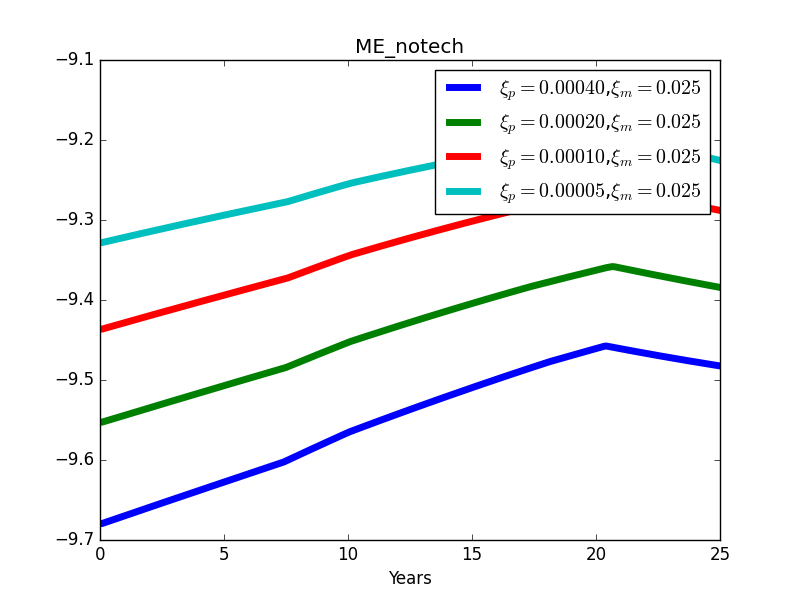 ME_notech
ξₚ = 0.00040,ξₘ = 0.025
ξₚ = 0.00020,ξₘ = 0.025
ξₚ = 0.00010,ξₘ = 0.025
ξₚ = 0.00005,ξₘ = 0.025
−9.1
−9.2
−9.3
−9.4
−9.5
−9.6
−9.7
0 5 10 15 20 25
Years